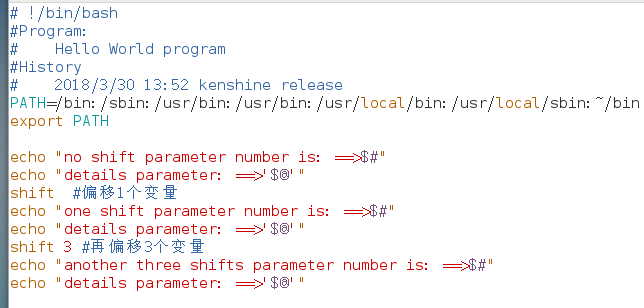 # !/bin/bash
#Program:
#    Hello World program
#History
#    2018/3/30 13:52 kenshine release
PATH=/bin:/sbin:/usr/bin:/usr/bin:/usr/local/bin:/usr/local/sbin:~/bin
export PATH
echo "no shift parameter number is: ==>$#"
echo "details parameter: ==>'$@'"
shift  #偏移1个变量
echo "one shift parameter number is: ==>$#"
echo "details parameter: ==>'$@'"
shift 3 #再偏移3个变量
echo "another three shifts parameter number is: ==>$#"
echo "details parameter: ==>'$@'"